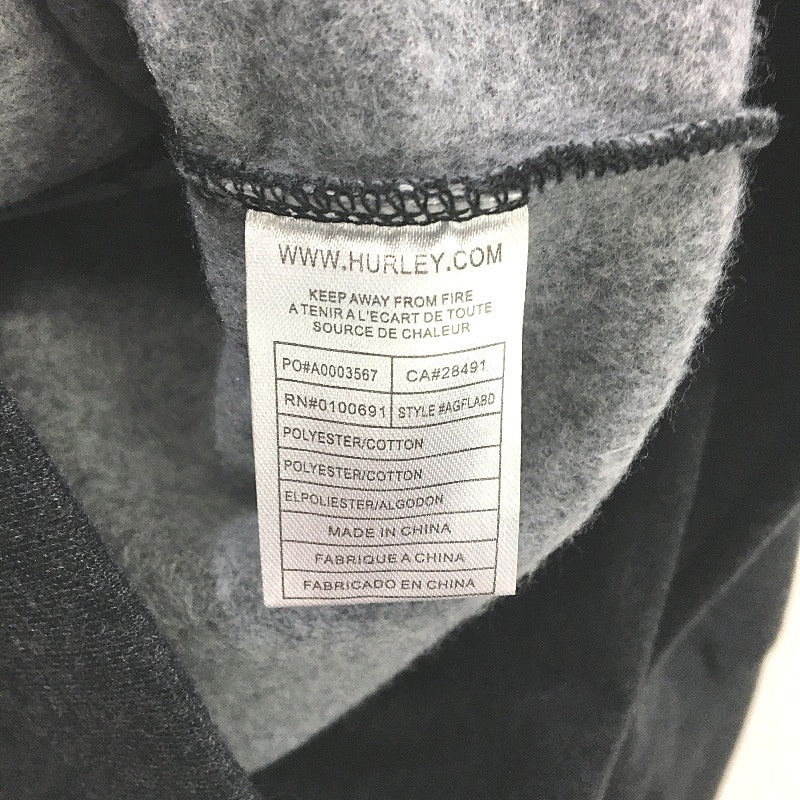 WWW.HURLEY.COM
KEEP AWAY FROM FIRE
A TENIR A L'ECART DE TOUTE
SOURCE DE CHALEUR
PO#A0003567 CA#28491
RN#0100691 STYLE #AGFLABD
POLYESTER/COTTON
POLYESTER/COTTON
ELPOLIESTER/ALGODON
MADE IN CHINA
FABRIQUE A CHINA
FABRICADO EN CHINA